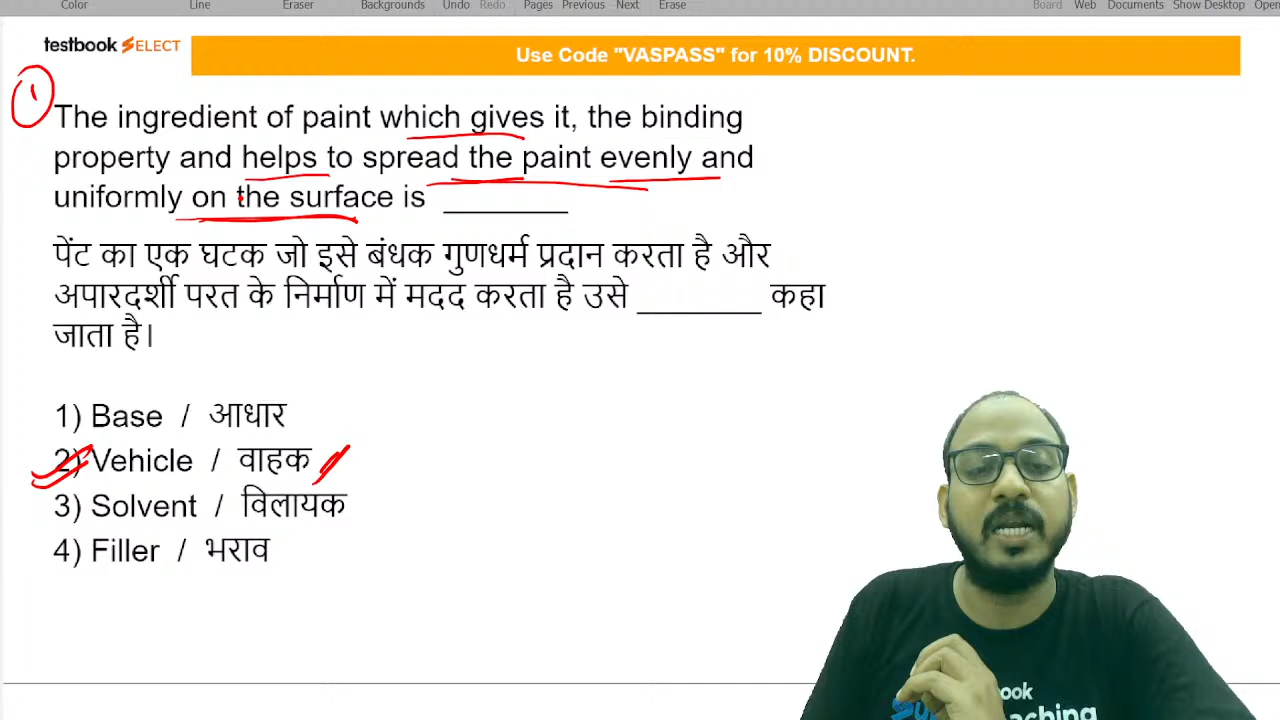 Color Line Eraser Backgrounds Undo Redo Pages Previous Next Erase Board Web Documents Show Desktop Open
testbook SELECT
Use Code "VASPASS" for 10% DISCOUNT.
1
The ingredient of paint which gives it, the binding
property and helps to spread the paint evenly and
uniformly on the surface is ________
पेंट का एक घटक जो इसे बंधक गुणधर्म प्रदान करता है और
अपारदर्शी परत के निर्माण में मदद करता है उसे ________ कहा
जाता है।
1) Base / आधार
2) Vehicle / वाहक
3) Solvent / विलायक
4) Filler / भराव